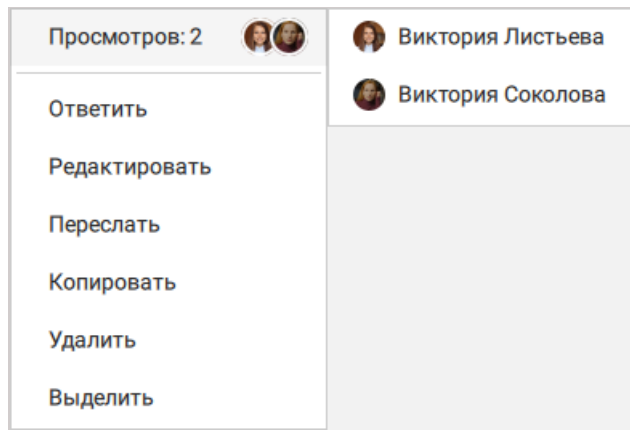 Просмотров: 2
Виктория Листьева
Виктория Соколова
Ответить
Редактировать
Переслать
Копировать
Удалить
Выделить